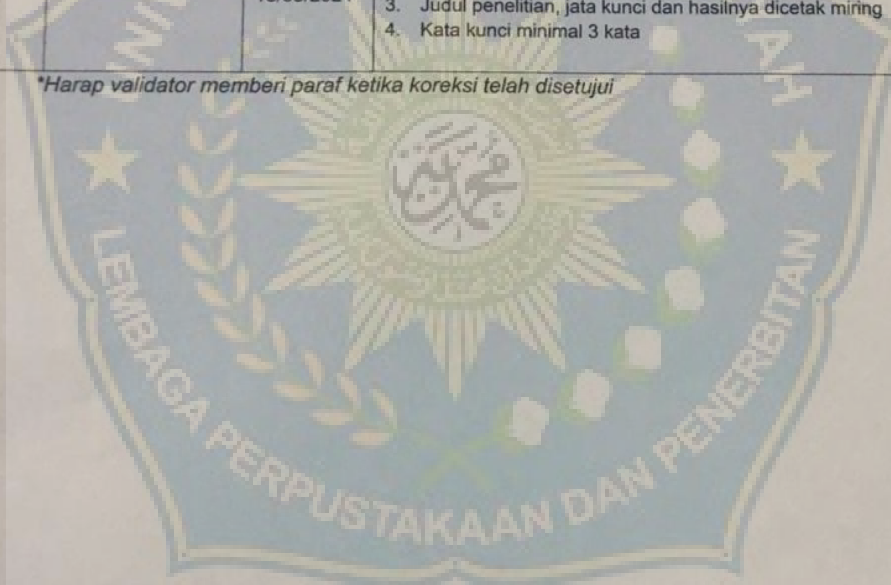 3. Judul penelitian, jata kunci dan hasilnya dicetak miring
4. Kata kunci minimal 3 kata
*Harap validator memberi paraf ketika koreksi telah disetujui
LEMBAGA PERPUSTAKAAN DAN PENERBITAN